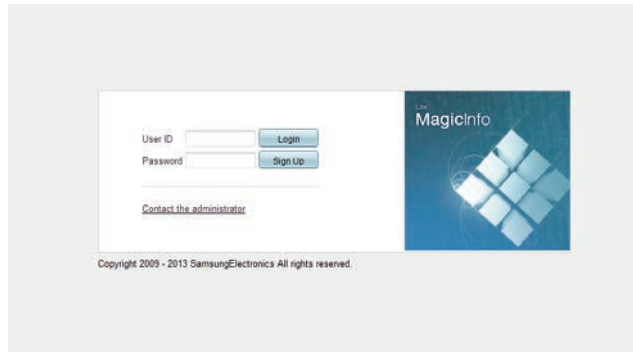 User ID
Login
Password
Sign Up
Contact the administrator
Lite
MagicInfo
Copyright 2009 - 2013 SamsungElectronics All rights reserved.